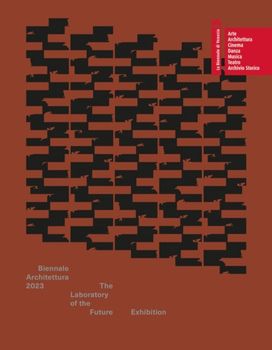 La Biennale di Venezia
Arte
Architettura
Cinema
Danza
Musica
Teatro
Archivio Storico
Biennale
Architettura
2023 The
Laboratory
of the
Future Exhibition